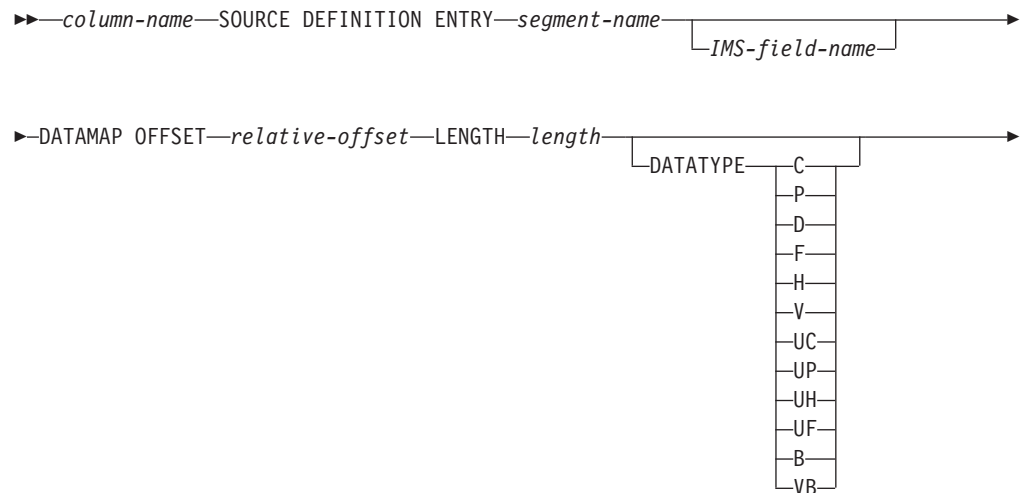 column-name SOURCE DEFINITION ENTRY segment-name
IMS-field-name
DATAMAP OFFSET relative-offset LENGTH length
DATATYPE C
P
D
F
H
V
UC
UP
UH
UF
B
VB